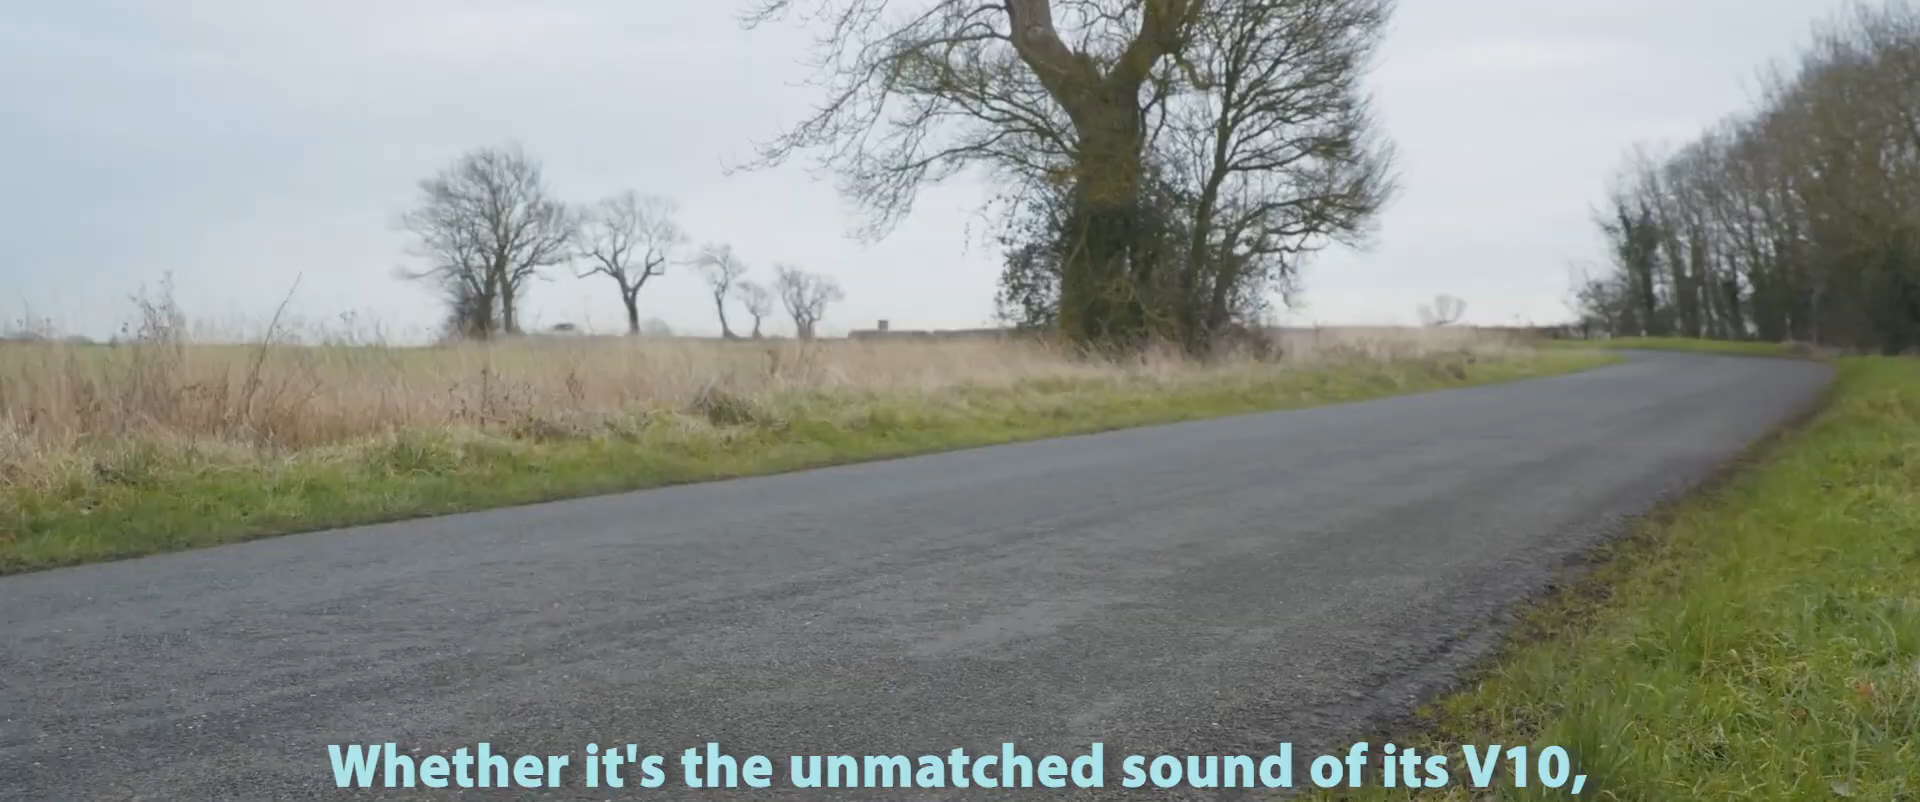 Whether it's the unmatched sound of its V10,